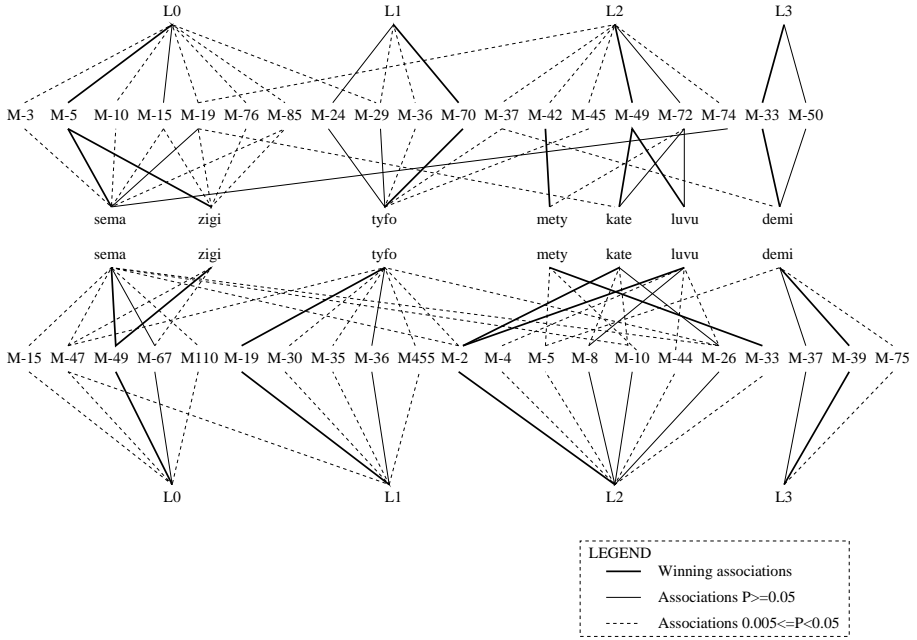 L0 L1 L2 L3
M-3 M-5 M-10 M-15 M-19 M-76 M-85 M-24 M-29 M-36 M-70 M-37 M-42 M-45 M-49 M-72 M-74 M-33 M-50
sema zigi tyfo mety kate luvu demi
sema zigi tyfo mety kate luvu demi
M-15 M-47 M-49 M-67 M110 M-19 M-30 M-35 M-36 M455 M-2 M-4 M-5 M-8 M-10 M-44 M-26 M-33 M-37 M-39 M-75
L0 L1 L2 L3
LEGEND
Winning associations
Associations P>=0.05
Associations 0.005<=P<0.05